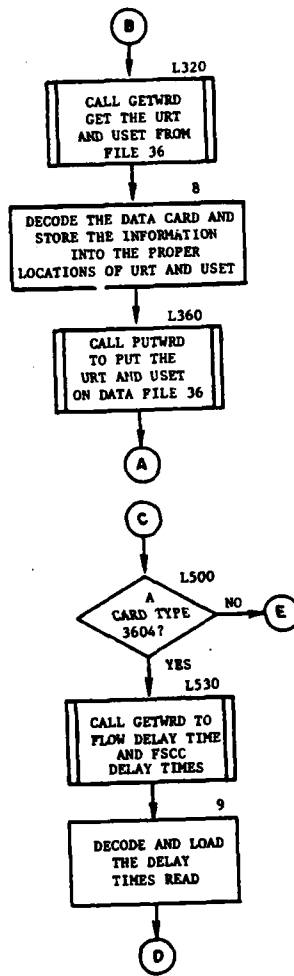 B
L320
CALL GETWRD
GET THE URT
AND USET FROM
FILE 36
8
DECODE THE DATA CARD AND
STORE THE INFORMATION
INTO THE PROPER
LOCATIONS OF URT AND USET
L360
CALL PUTWRD
TO PUT THE
URT AND USET
ON DATA FILE 36
A
C
L500
A
CARD TYPE
3604?
NO
E
YES
L530
CALL GETWRD TO
FLOW DELAY TIME
AND FSCC
DELAY TIMES
9
DECODE AND LOAD
THE DELAY
TIMES READ
D